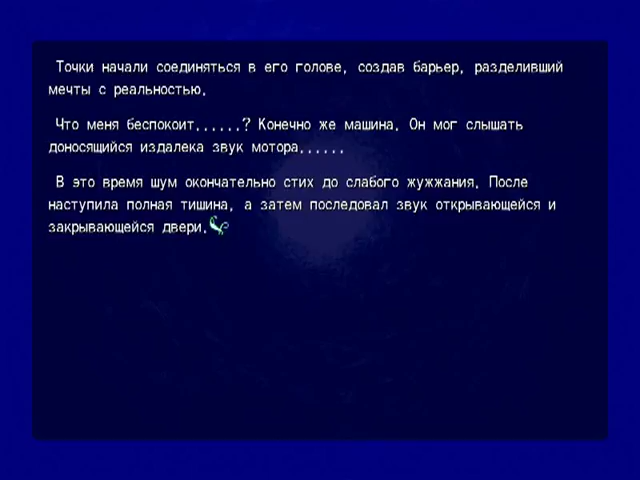 Точки начали соединяться в его голове, создав барьер, разделивший
мечты с реальностью.
Что меня беспокоит......? Конечно же машина. Он мог слышать
доносящийся издалека звук мотора......
В это время шум окончательно стих до слабого жужжания. После
наступила полная тишина, а затем последовал звук открывающейся и
закрывающейся двери.